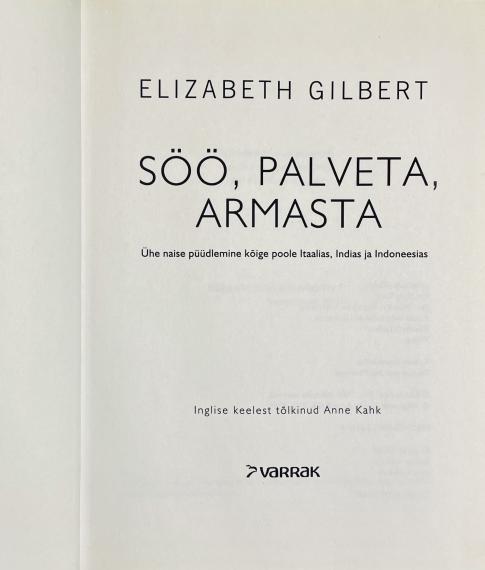 ELIZABETH GILBERT
SÖÖ, PALVETA,
ARMASTA
Ühe naise püüdlemine kõige poole Itaalias, Indias ja Indoneesias
Inglise keelest tõlkinud Anne Kahk
VARRAK